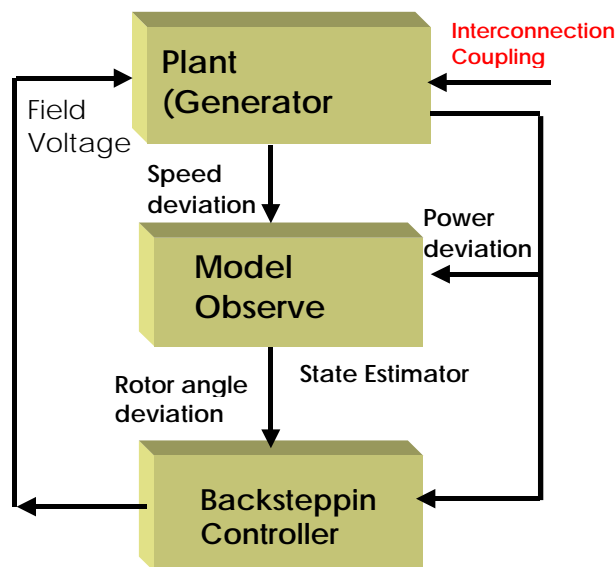 Interconnection
Coupling
Plant
(Generator
Field
Voltage
Speed
deviation
Power
deviation
Model
Observe
State Estimator
Rotor angle
deviation
Backsteppin
Controller